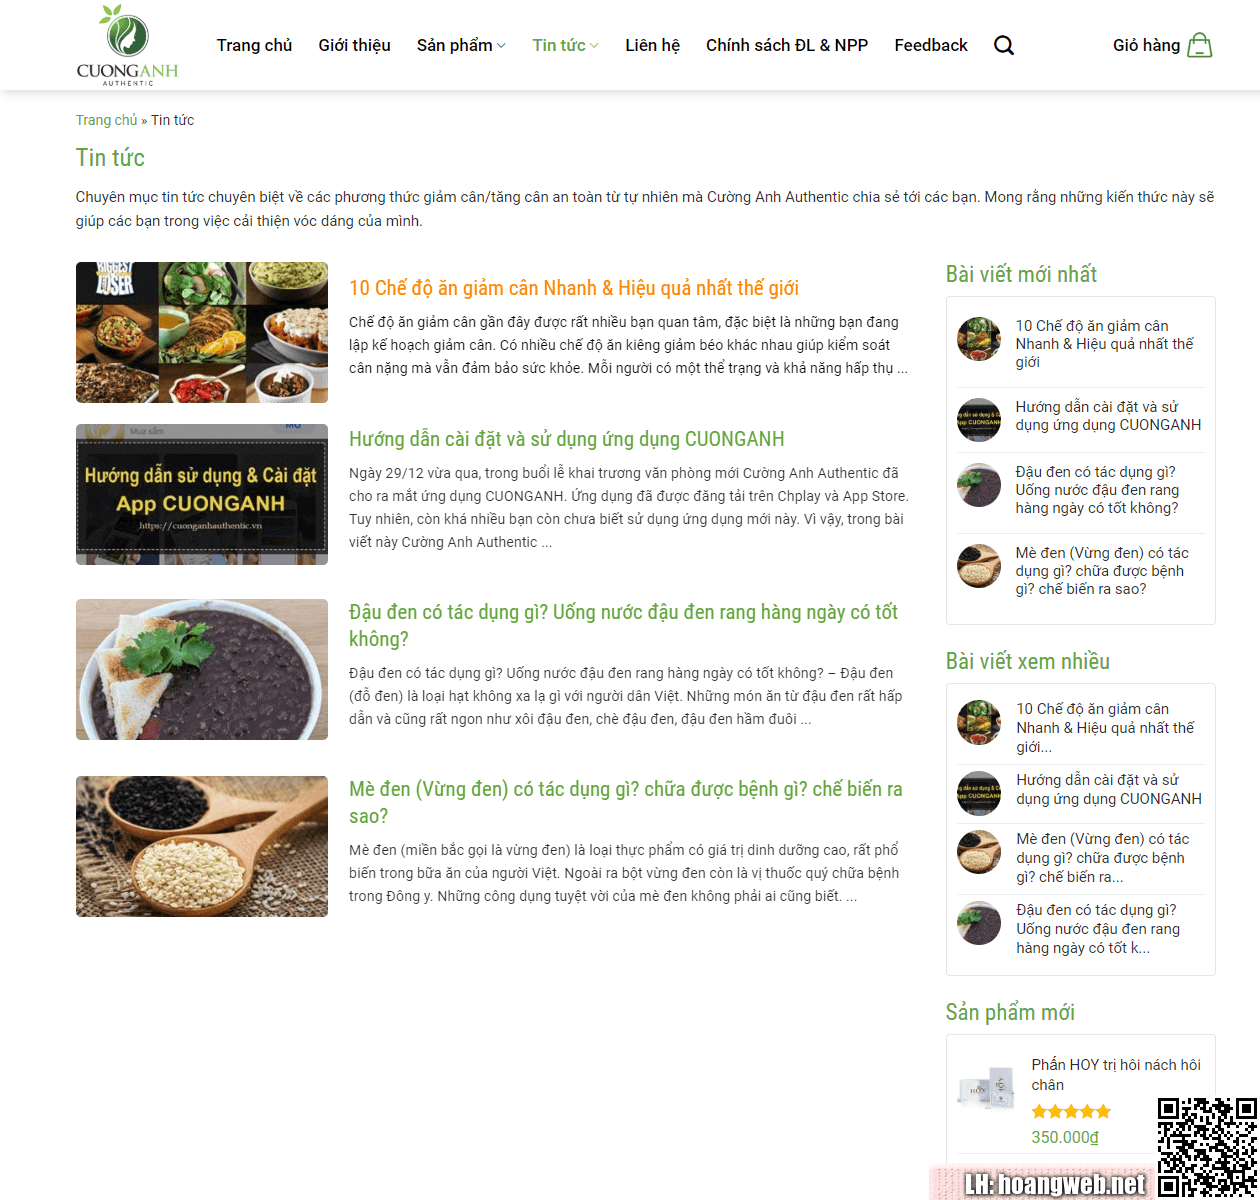 CUONGANH
AUTHENTIC
Trang chủ Giới thiệu Sản phẩm Tin tức Liên hệ Chính sách ĐL & NPP Feedback Giỏ hàng
Trang chủ » Tin tức
Tin tức
Chuyên mục tin tức chuyên biệt về các phương thức giảm cân/tăng cân an toàn từ tự nhiên mà Cường Anh Authentic chia sẻ tới các bạn. Mong rằng những kiến thức này sẽ
giúp các bạn trong việc cải thiện vóc dáng của mình.
BIGGEST
LOSER
10 Chế độ ăn giảm cân Nhanh & Hiệu quả nhất thế giới
Chế độ ăn giảm cân gần đây được rất nhiều bạn quan tâm, đặc biệt là những bạn đang
lập kế hoạch giảm cân. Có nhiều chế độ ăn kiêng giảm béo khác nhau giúp kiểm soát
cân nặng mà vẫn đảm bảo sức khỏe. Mỗi người có một thể trạng và khả năng hấp thụ ...
Mua sắm
Hướng dẫn sử dụng & Cài đặt
App CUONGANH
https://cuonganhauthentic.vn
Hướng dẫn cài đặt và sử dụng ứng dụng CUONGANH
Ngày 29/12 vừa qua, trong buổi lễ khai trương văn phòng mới Cường Anh Authentic đã
cho ra mắt ứng dụng CUONGANH. Ứng dụng đã được đăng tải trên Chplay và App Store.
Tuy nhiên, còn khá nhiều bạn còn chưa biết sử dụng ứng dụng mới này. Vì vậy, trong bài
viết này Cường Anh Authentic ...
Đậu đen có tác dụng gì? Uống nước đậu đen rang hàng ngày có tốt
không?
Đậu đen có tác dụng gì? Uống nước đậu đen rang hàng ngày có tốt không? – Đậu đen
(đỗ đen) là loại hạt không xa lạ gì với người dân Việt. Những món ăn từ đậu đen rất hấp
dẫn và cũng rất ngon như xôi đậu đen, chè đậu đen, đậu đen hầm đuôi ...
Mè đen (Vừng đen) có tác dụng gì? chữa được bệnh gì? chế biến ra
sao?
Mè đen (miền bắc gọi là vừng đen) là loại thực phẩm có giá trị dinh dưỡng cao, rất phổ
biến trong bữa ăn của người Việt. Ngoài ra bột vừng đen còn là vị thuốc quý chữa bệnh
trong Đông y. Những công dụng tuyệt vời của mè đen không phải ai cũng biết. ...
Bài viết mới nhất
10 Chế độ ăn giảm cân
Nhanh & Hiệu quả nhất thế
giới
Hướng dẫn cài đặt và sử
dụng ứng dụng CUONGANH
Đậu đen có tác dụng gì?
Uống nước đậu đen rang
hàng ngày có tốt không?
Mè đen (Vừng đen) có tác
dụng gì? chữa được bệnh
gì? chế biến ra sao?
Bài viết xem nhiều
10 Chế độ ăn giảm cân
Nhanh & Hiệu quả nhất thế
giới...
Hướng dẫn cài đặt và sử
dụng ứng dụng CUONGANH
Mè đen (Vừng đen) có tác
dụng gì? chữa được bệnh
gì? chế biến ra...
Đậu đen có tác dụng gì?
Uống nước đậu đen rang
hàng ngày có tốt k...
Sản phẩm mới
HOY
Phấn HOY trị hôi nách hôi
chân
350.000₫
LH: hoangweb.net